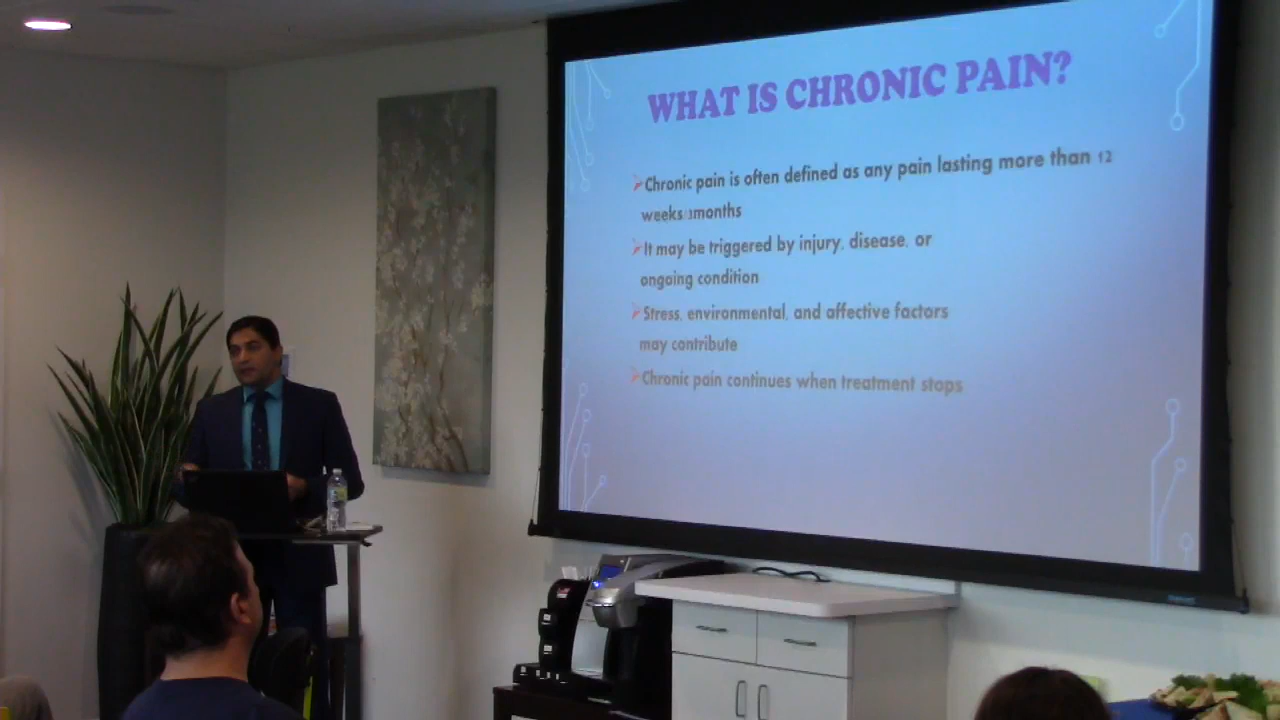 WHAT IS CHRONIC PAIN?
Chronic pain is often defined as any pain lasting more than 12
weeks/3months
It may be triggered by injury, disease, or
ongoing condition
Stress, environmental, and affective factors
may contribute
Chronic pain continues when treatment stops